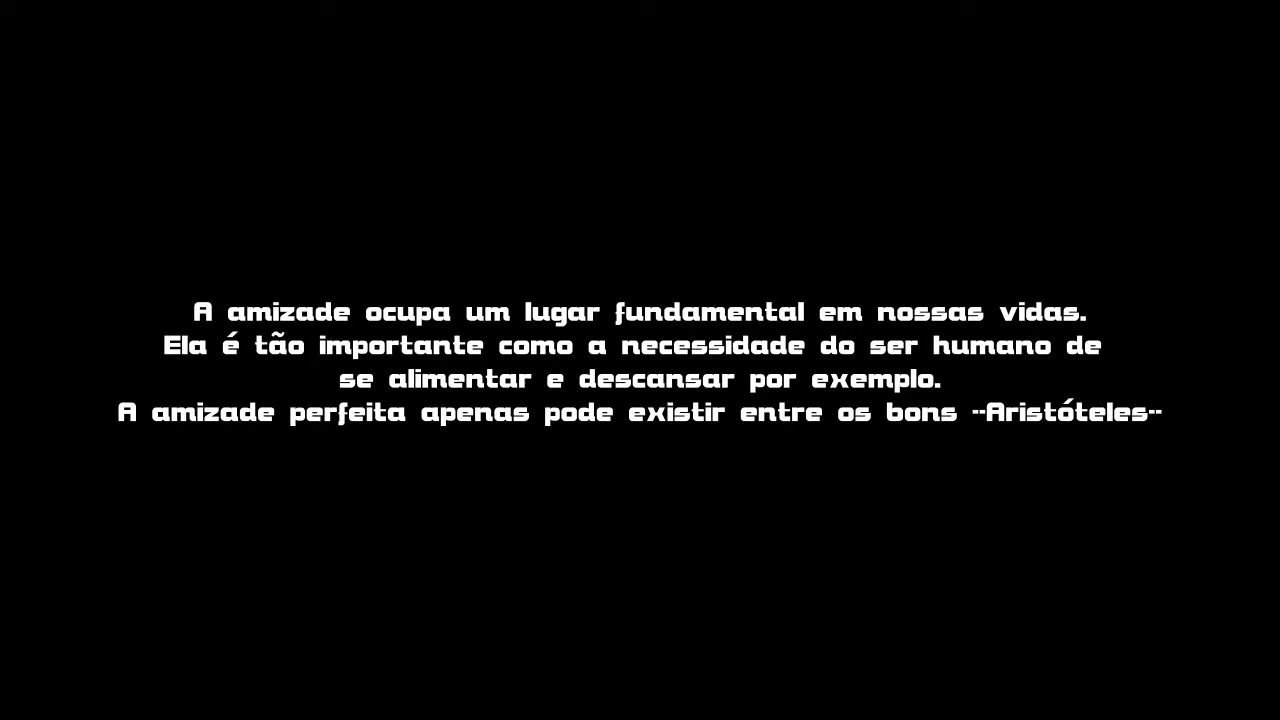 A amizade ocupa um lugar fundamental em nossas vidas.
Ela é tão importante como a necessidade do ser humano de
se alimentar e descansar por exemplo.
A amizade perfeita apenas pode existir entre os bons --Aristóteles--